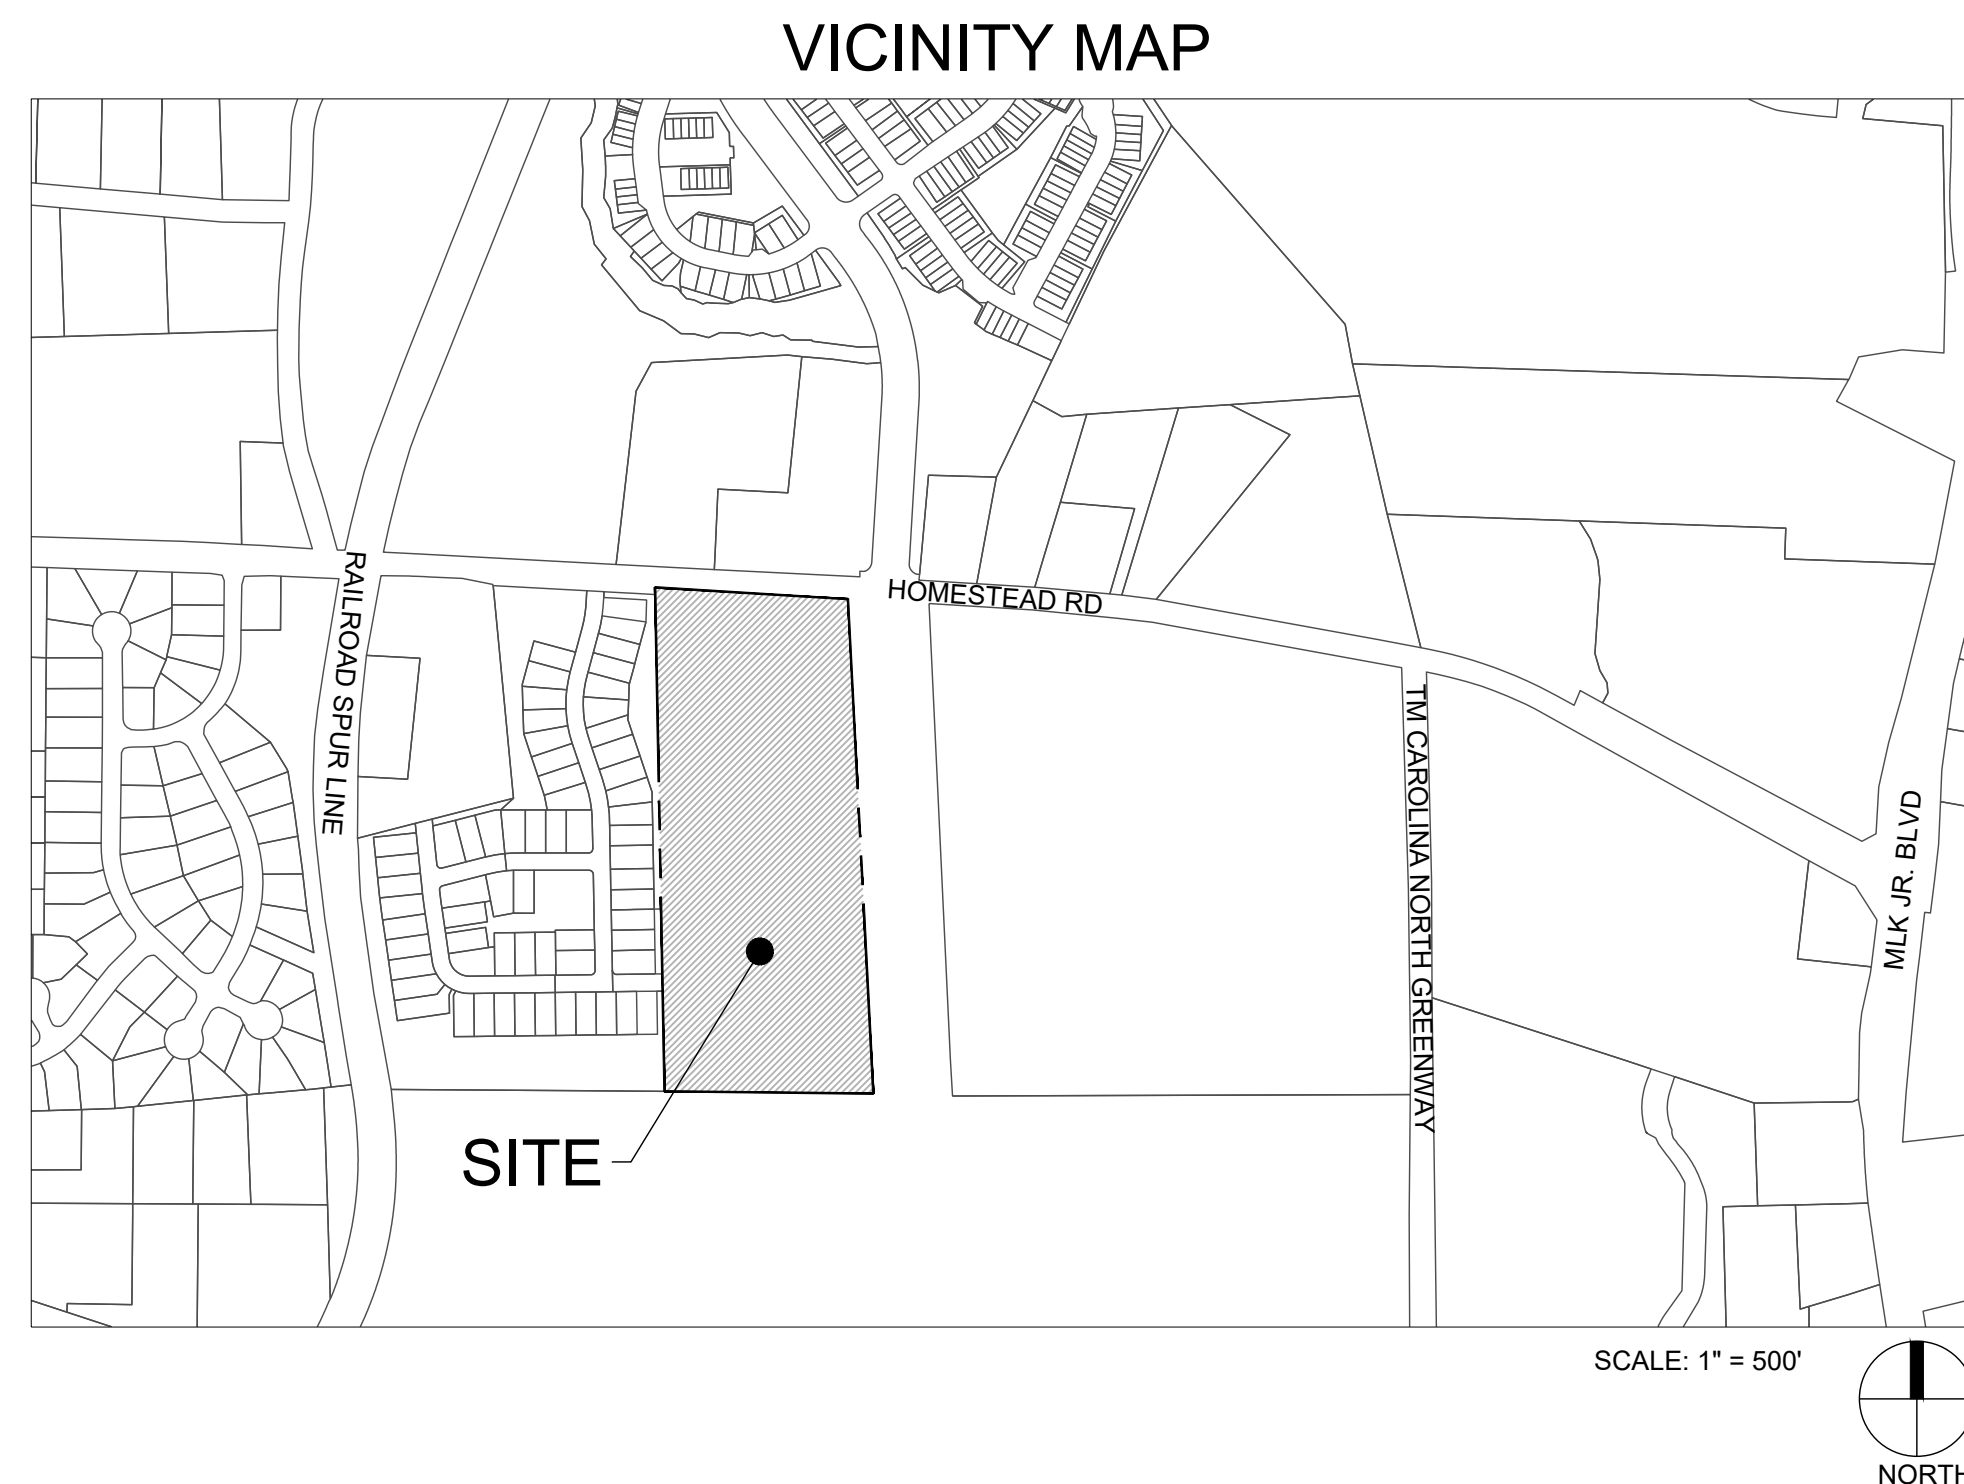 VICINITY MAP
HOMESTEAD RD
RAILROAD SPUR LINE
TM CAROLINA NORTH GREENWAY
MLK JR. BLVD
SITE
SCALE: 1" = 500'
NORTH